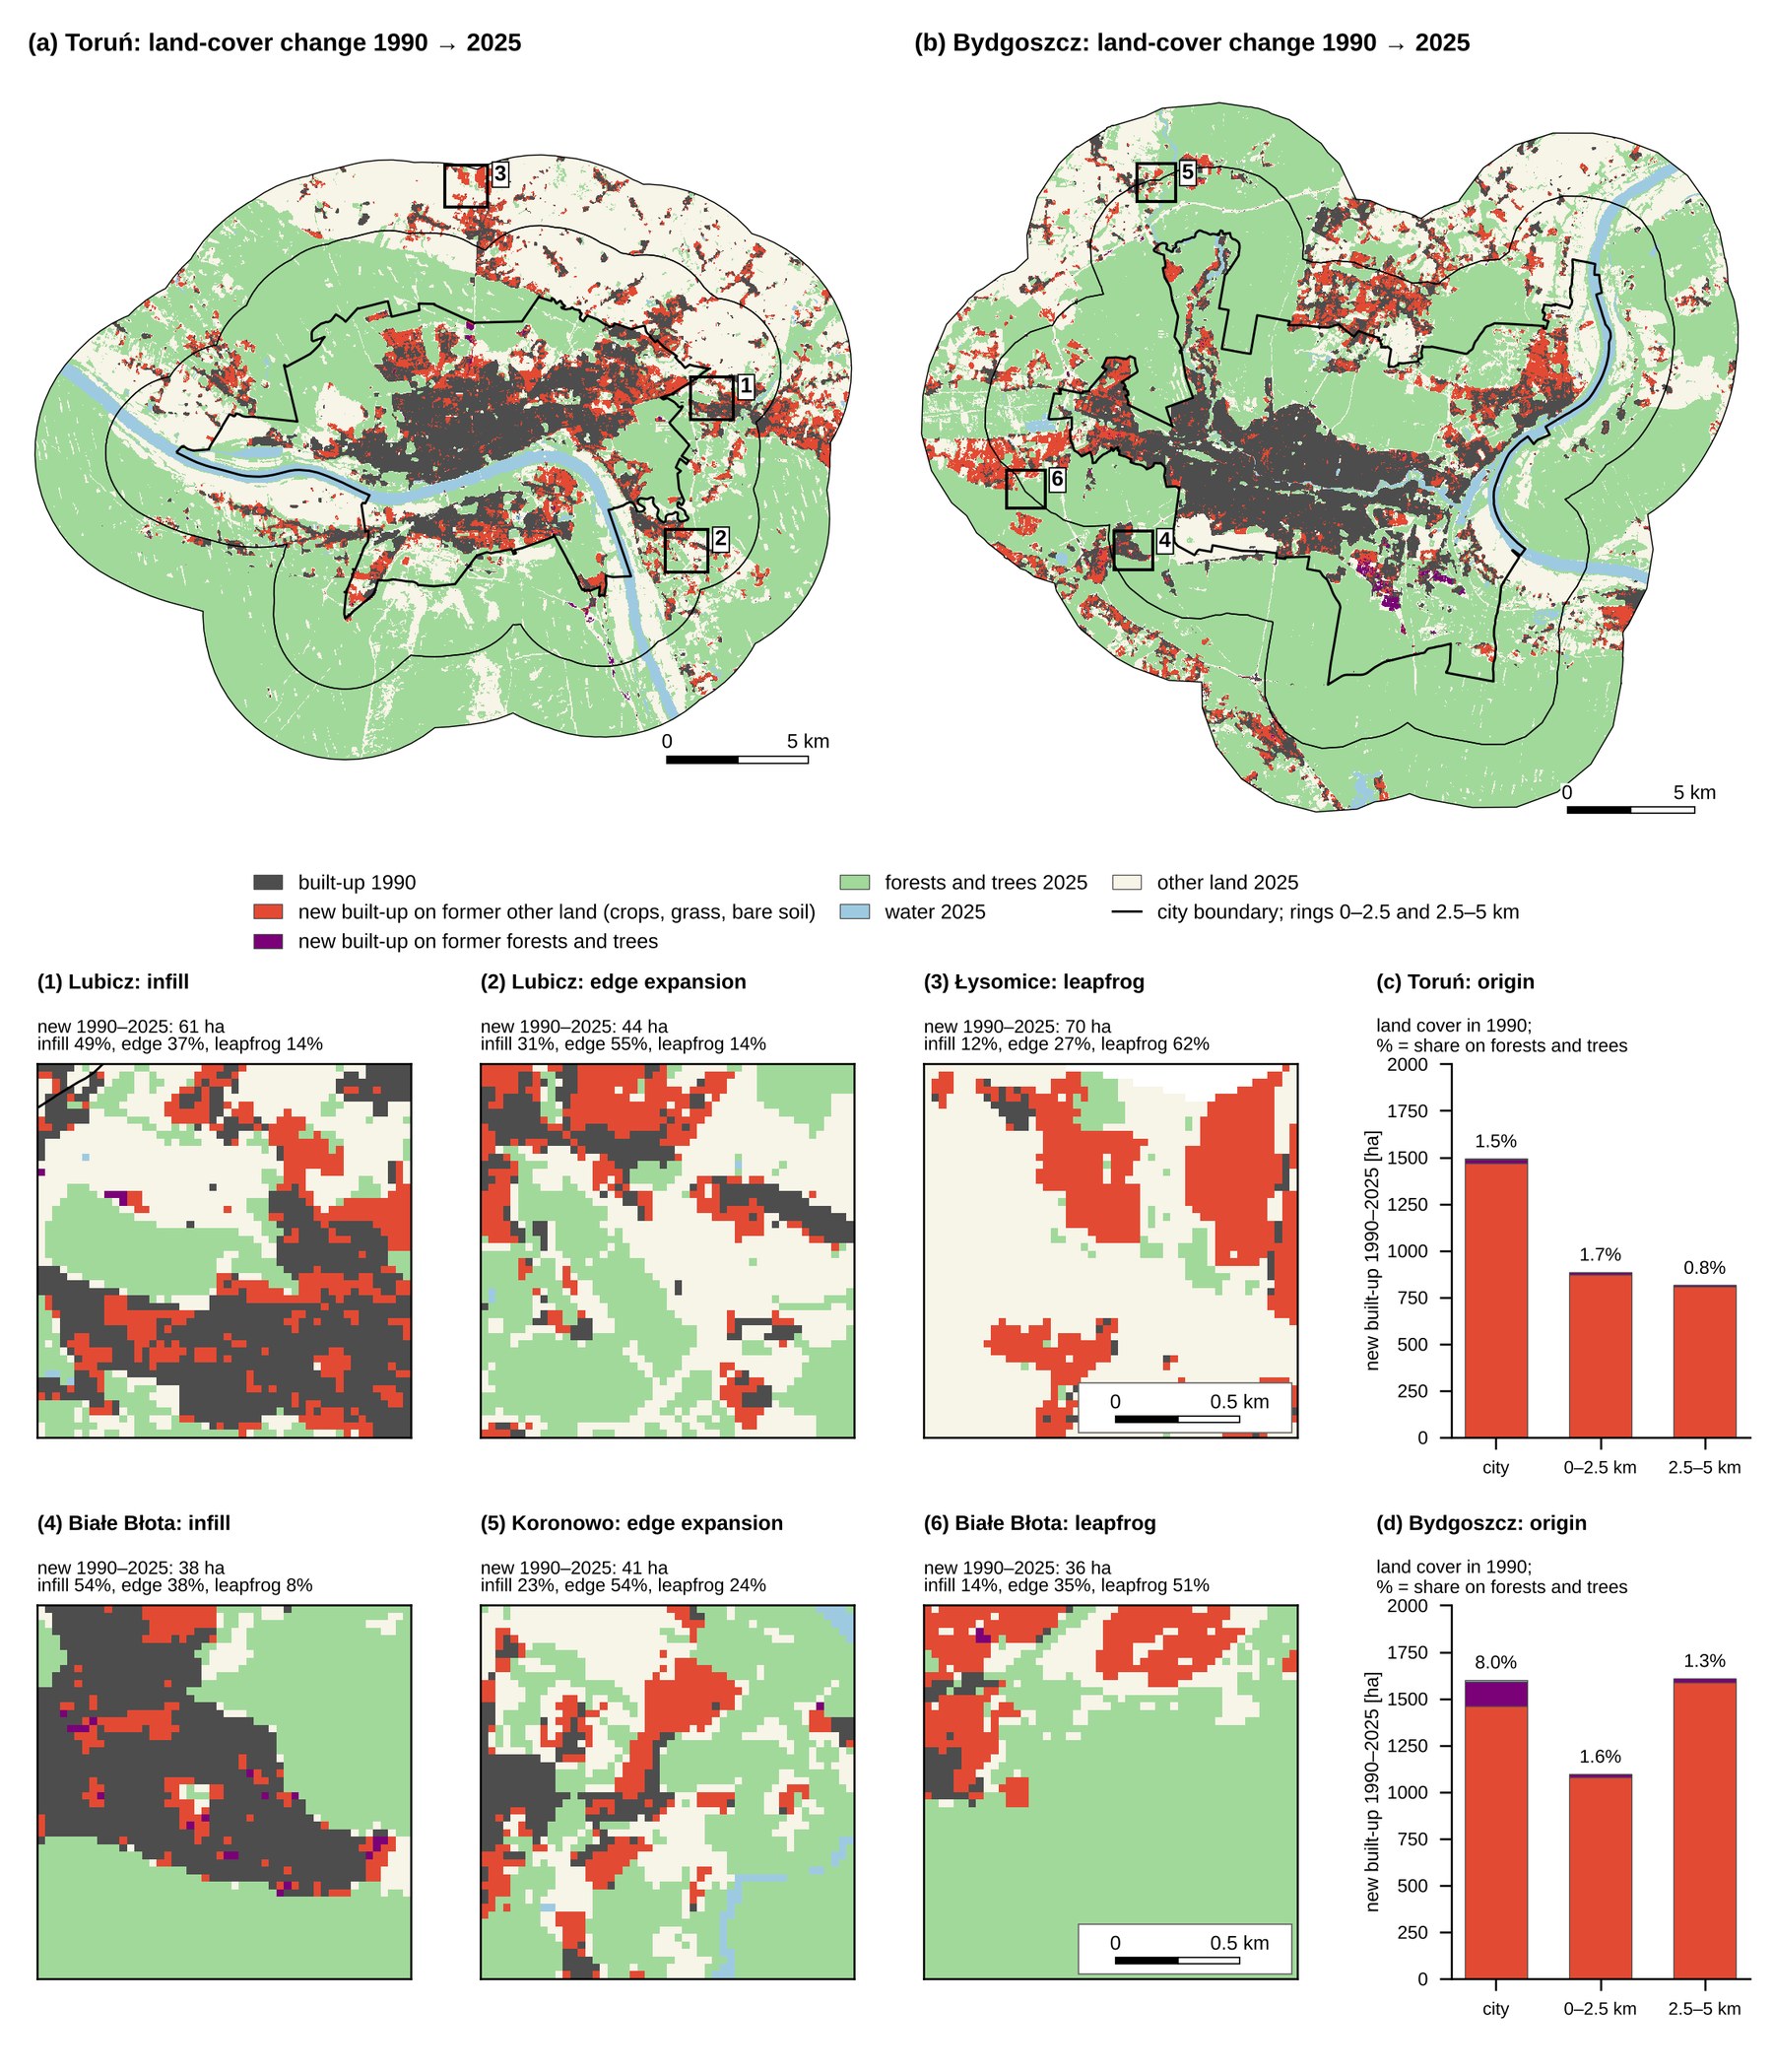 (a) Toruń: land-cover change 1990 → 2025
3
1
2
0 5 km
(b) Bydgoszcz: land-cover change 1990 → 2025
5
6
4
0 5 km
built-up 1990
new built-up on former other land (crops, grass, bare soil)
new built-up on former forests and trees
forests and trees 2025
water 2025
other land 2025
city boundary; rings 0–2.5 and 2.5–5 km
(1) Lubicz: infill
new 1990–2025: 61 ha
infill 49%, edge 37%, leapfrog 14%
(2) Lubicz: edge expansion
new 1990–2025: 44 ha
infill 31%, edge 55%, leapfrog 14%
(3) Łysomice: leapfrog
new 1990–2025: 70 ha
infill 12%, edge 27%, leapfrog 62%
0 0.5 km
(c) Toruń: origin
land cover in 1990;
% = share on forests and trees
new built-up 1990–2025 [ha]
2000
1750
1500
1250
1000
750
500
250
0
1.5%
1.7%
0.8%
city 0–2.5 km 2.5–5 km
(4) Białe Błota: infill
new 1990–2025: 38 ha
infill 54%, edge 38%, leapfrog 8%
(5) Koronowo: edge expansion
new 1990–2025: 41 ha
infill 23%, edge 54%, leapfrog 24%
(6) Białe Błota: leapfrog
new 1990–2025: 36 ha
infill 14%, edge 35%, leapfrog 51%
0 0.5 km
(d) Bydgoszcz: origin
land cover in 1990;
% = share on forests and trees
new built-up 1990–2025 [ha]
2000
1750
1500
1250
1000
750
500
250
0
8.0%
1.6%
1.3%
city 0–2.5 km 2.5–5 km